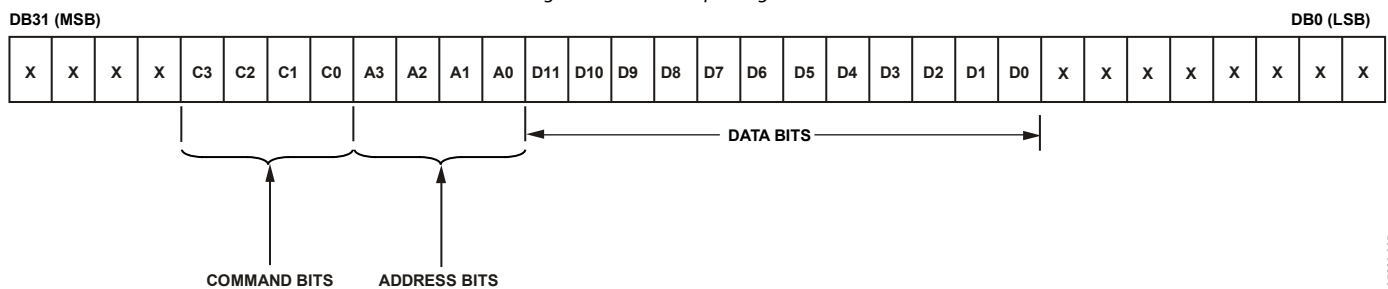 DB31 (MSB) DB0 (LSB)
X X X X C3 C2 C1 C0 A3 A2 A1 A0 D11 D10 D9 D8 D7 D6 D5 D4 D3 D2 D1 D0 X X X X X X X X
DATA BITS
COMMAND BITS ADDRESS BITS